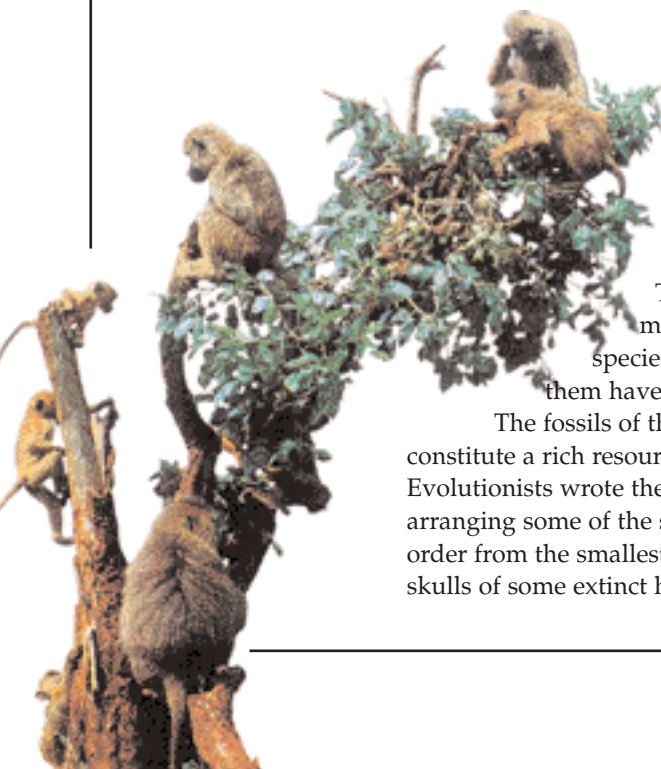 T
m
specie
them have
The fossils of th
constitute a rich resour
Evolutionists wrote the
arranging some of the s
order from the smallest
skulls of some extinct h